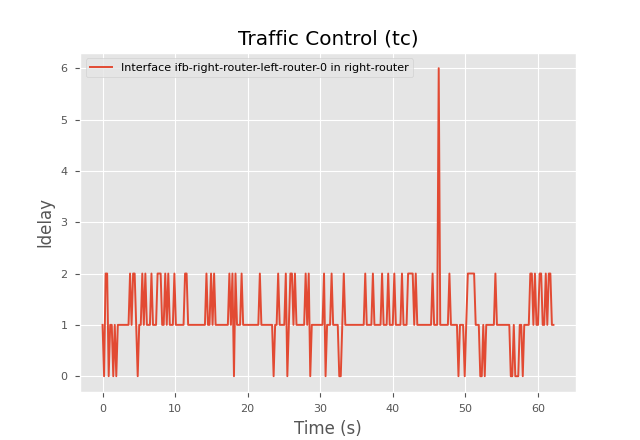 Traffic Control (tc)
Interface ifb-right-router-left-router-0 in right-router
6
5
4
3
2
1
0
ldelay
0 10 20 30 40 50 60
Time (s)